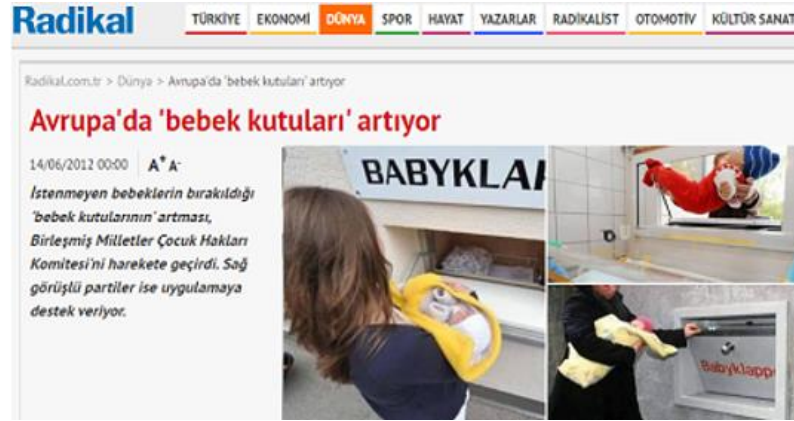 Radikal
TÜRKİYE EKONOMİ DÜNYA SPOR HAYAT YAZARLAR RADİKALİST OTOMOTİV KÜLTÜR SANAT
Radikal.com.tr > Dünya > Avrupa'da 'bebek kutuları' artıyor
Avrupa'da 'bebek kutuları' artıyor
14/06/2012 00:00 A+ A-
İstenmeyen bebeklerin bırakıldığı
'bebek kutularının' artması,
Birleşmiş Milletler Çocuk Hakları
Komitesi'ni harekete geçirdi. Sağ
görüşlü partiler ise uygulamaya
destek veriyor.
BABYKLAP
Babyklapp